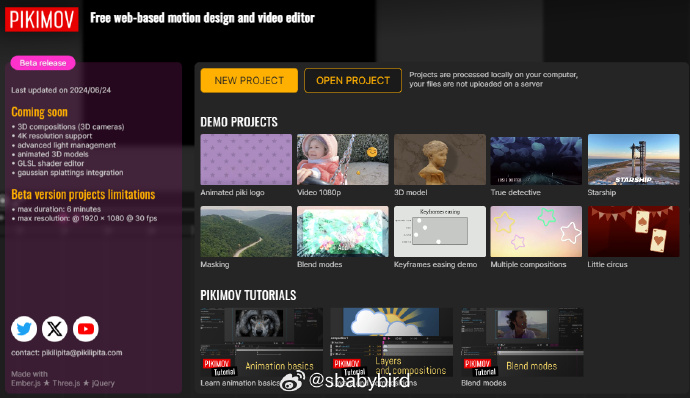 PIKIMOV
Free web-based motion design and video editor
Beta release
Last updated on 2024/06/24
Coming soon
• 3D compositions (3D cameras)
• 4K resolution support
• advanced light management
• animated 3D models
• GLSL shader editor
• gaussian splattings integration
Beta version projects limitations
• max duration: 6 minutes
• max resolution: @ 1920 × 1080 @ 30 fps
contact: pikilipita@pikilipita.com
Made with
Ember.js ★ Three.js ★ jQuery
NEW PROJECT
OPEN PROJECT
Projects are processed locally on your computer,
your files are not uploaded on a server
DEMO PROJECTS
STARSHIP
Animated piki logo
Video 1080p
3D model
True detective
Starship
Keyframes easing
Masking
Blend modes
Keyframes easing demo
Multiple compositions
Little circus
PIKIMOV TUTORIALS
PIKIMOV
Tutorial
Animation basics
PIKIMOV
Tutorial
Layers
and compositions
PIKIMOV
Tutorial
Blend modes
Learn animation basics
Blend modes
@sbabybird